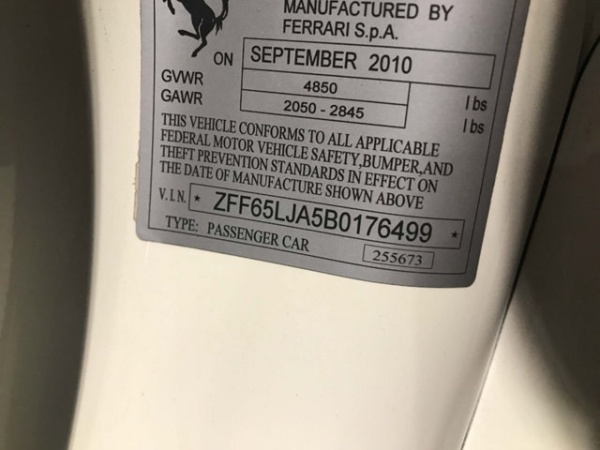 MANUFACTURED BY
FERRARI S.p.A.
ON SEPTEMBER 2010
GVWR 4850 lbs
GAWR 2050 - 2845 lbs
THIS VEHICLE CONFORMS TO ALL APPLICABLE
FEDERAL MOTOR VEHICLE SAFETY,BUMPER,AND
THEFT PREVENTION STANDARDS IN EFFECT ON
THE DATE OF MANUFACTURE SHOWN ABOVE
V.I.N. * ZFF65LJA5B0176499 *
TYPE: PASSENGER CAR 255673